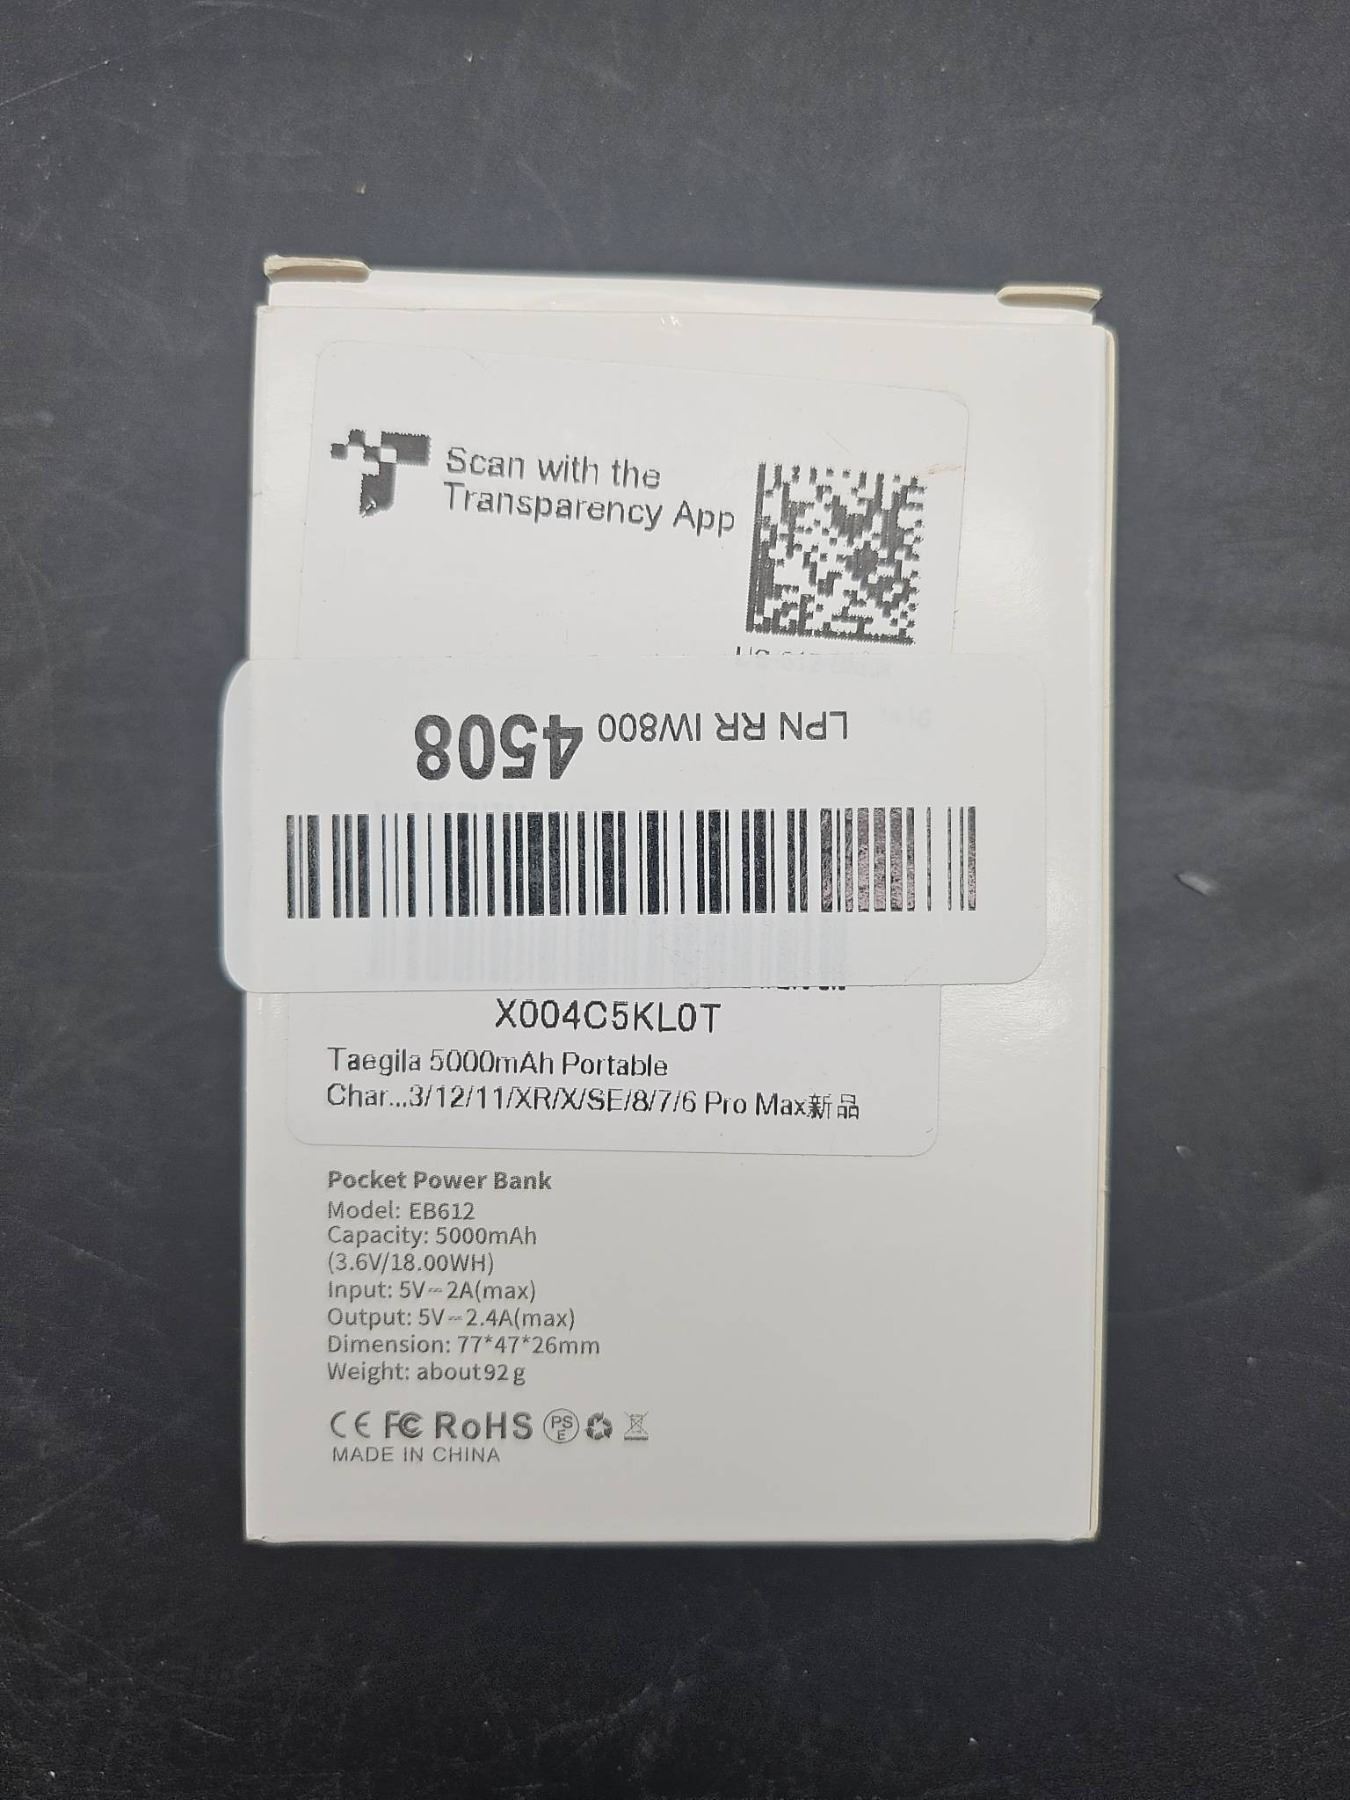 Scan with the
Transparency App
LPN RR IW800 4508
X004C5KL0T
Taegila 5000mAh Portable
Char...3/12/11/XR/X/SE/8/7/6 Pro Max新品
Pocket Power Bank
Model: EB612
Capacity: 5000mAh
(3.6V/18.00WH)
Input: 5V⎓2A(max)
Output: 5V⎓2.4A(max)
Dimension: 77*47*26mm
Weight: about92g
CE FC RoHS PSE
MADE IN CHINA